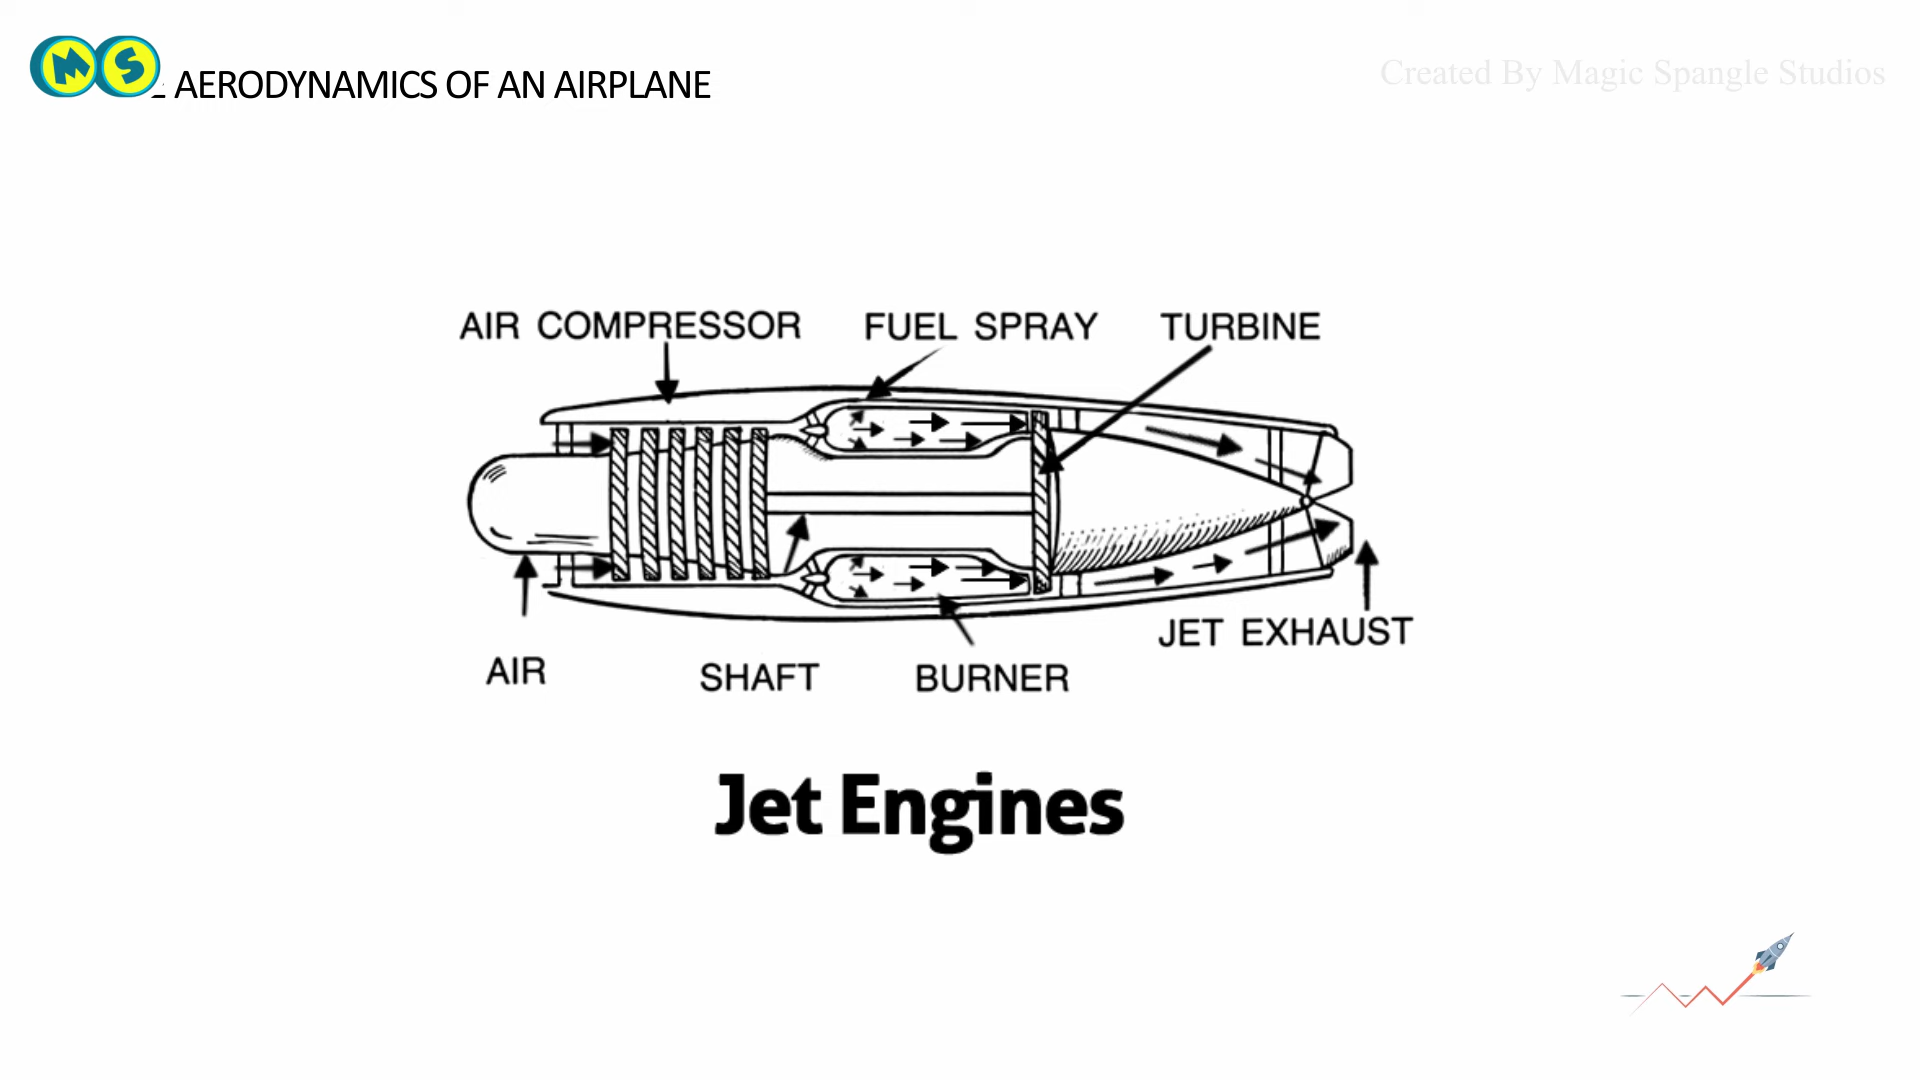 MS
AERODYNAMICS OF AN AIRPLANE
Created By Magic Spangle Studios
AIR COMPRESSOR
FUEL SPRAY
TURBINE
JET EXHAUST
AIR
SHAFT
BURNER
Jet Engines